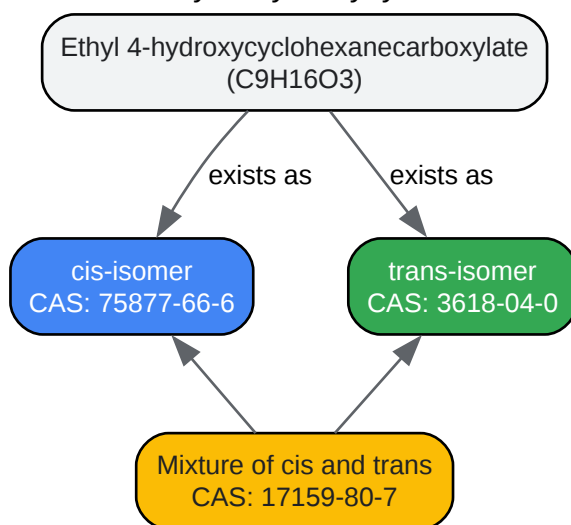 Ethyl 4-hydroxycyclohexanecarboxylate
(C9H16O3)
exists as
exists as
cis-isomer
CAS: 75877-66-6
trans-isomer
CAS: 3618-04-0
Mixture of cis and trans
CAS: 17159-80-7